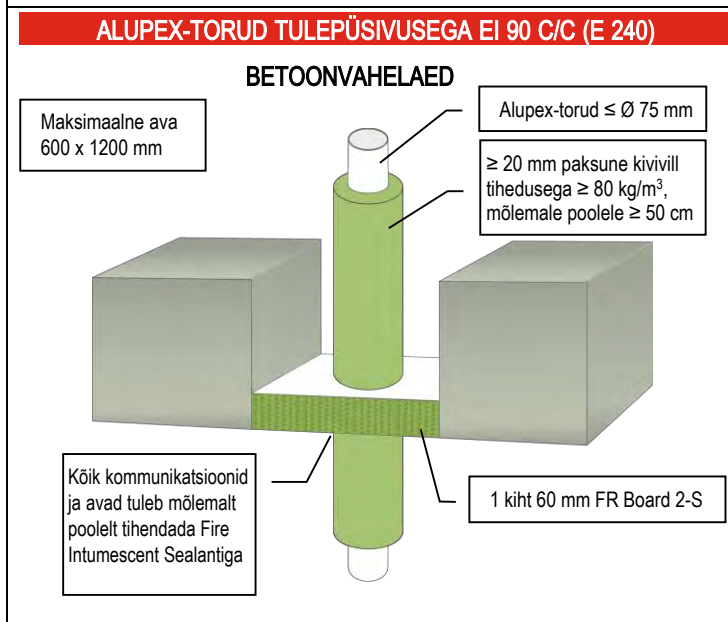 ALUPEX-TORUD TULEPÜSIVUSEGA EI 90 C/C (E 240)
BETOONVAHELAED
Maksimaalne ava
600 x 1200 mm
Alupex-torud ≤ Ø 75 mm
≥ 20 mm paksune kivivill
tihedusega ≥ 80 kg/m³,
mõlemale poolele ≥ 50 cm
Kõik kommunikatsioonid
ja avad tuleb mõlemalt
poolelt tihendada Fire
Intumescent Sealantiga
1 kiht 60 mm FR Board 2-S